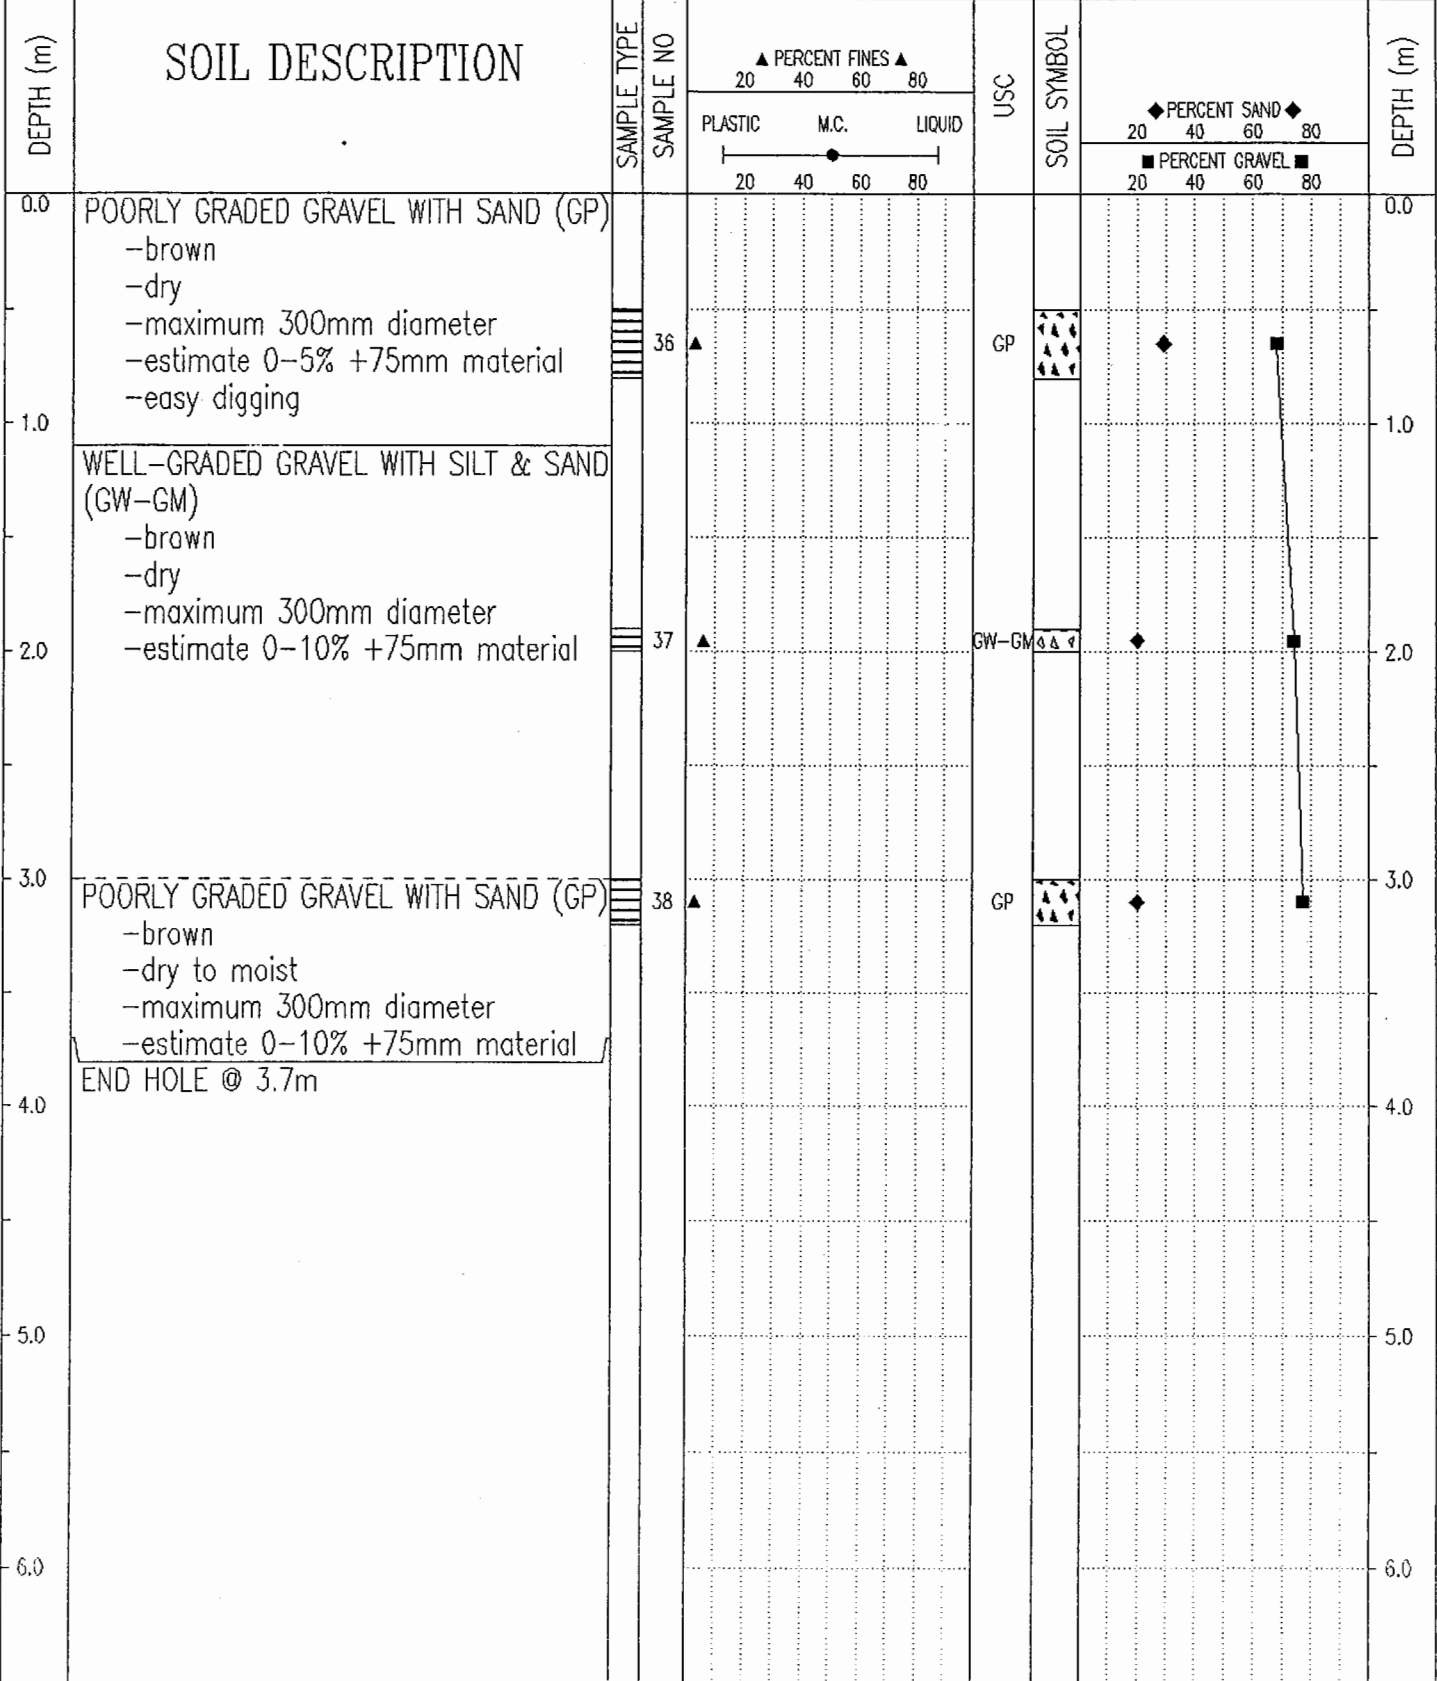 DEPTH (m)
SOIL DESCRIPTION
SAMPLE TYPE
SAMPLE NO
▲ PERCENT FINES ▲
20 40 60 80
PLASTIC M.C. LIQUID
20 40 60 80
USC
SOIL SYMBOL
◆ PERCENT SAND ◆
20 40 60 80
■ PERCENT GRAVEL ■
20 40 60 80
DEPTH (m)
0.0 POORLY GRADED GRAVEL WITH SAND (GP) 0.0
-brown
-dry
-maximum 300mm diameter
36 GP
-estimate 0-5% +75mm material
-easy digging
1.0 1.0
WELL-GRADED GRAVEL WITH SILT & SAND
(GW-GM)
-brown
-dry
-maximum 300mm diameter
37 GW-GM
2.0 -estimate 0-10% +75mm material 2.0
3.0 3.0
POORLY GRADED GRAVEL WITH SAND (GP) 38 GP
-brown
-dry to moist
-maximum 300mm diameter
-estimate 0-10% +75mm material
END HOLE @ 3.7m
4.0 4.0
5.0 5.0
6.0 6.0